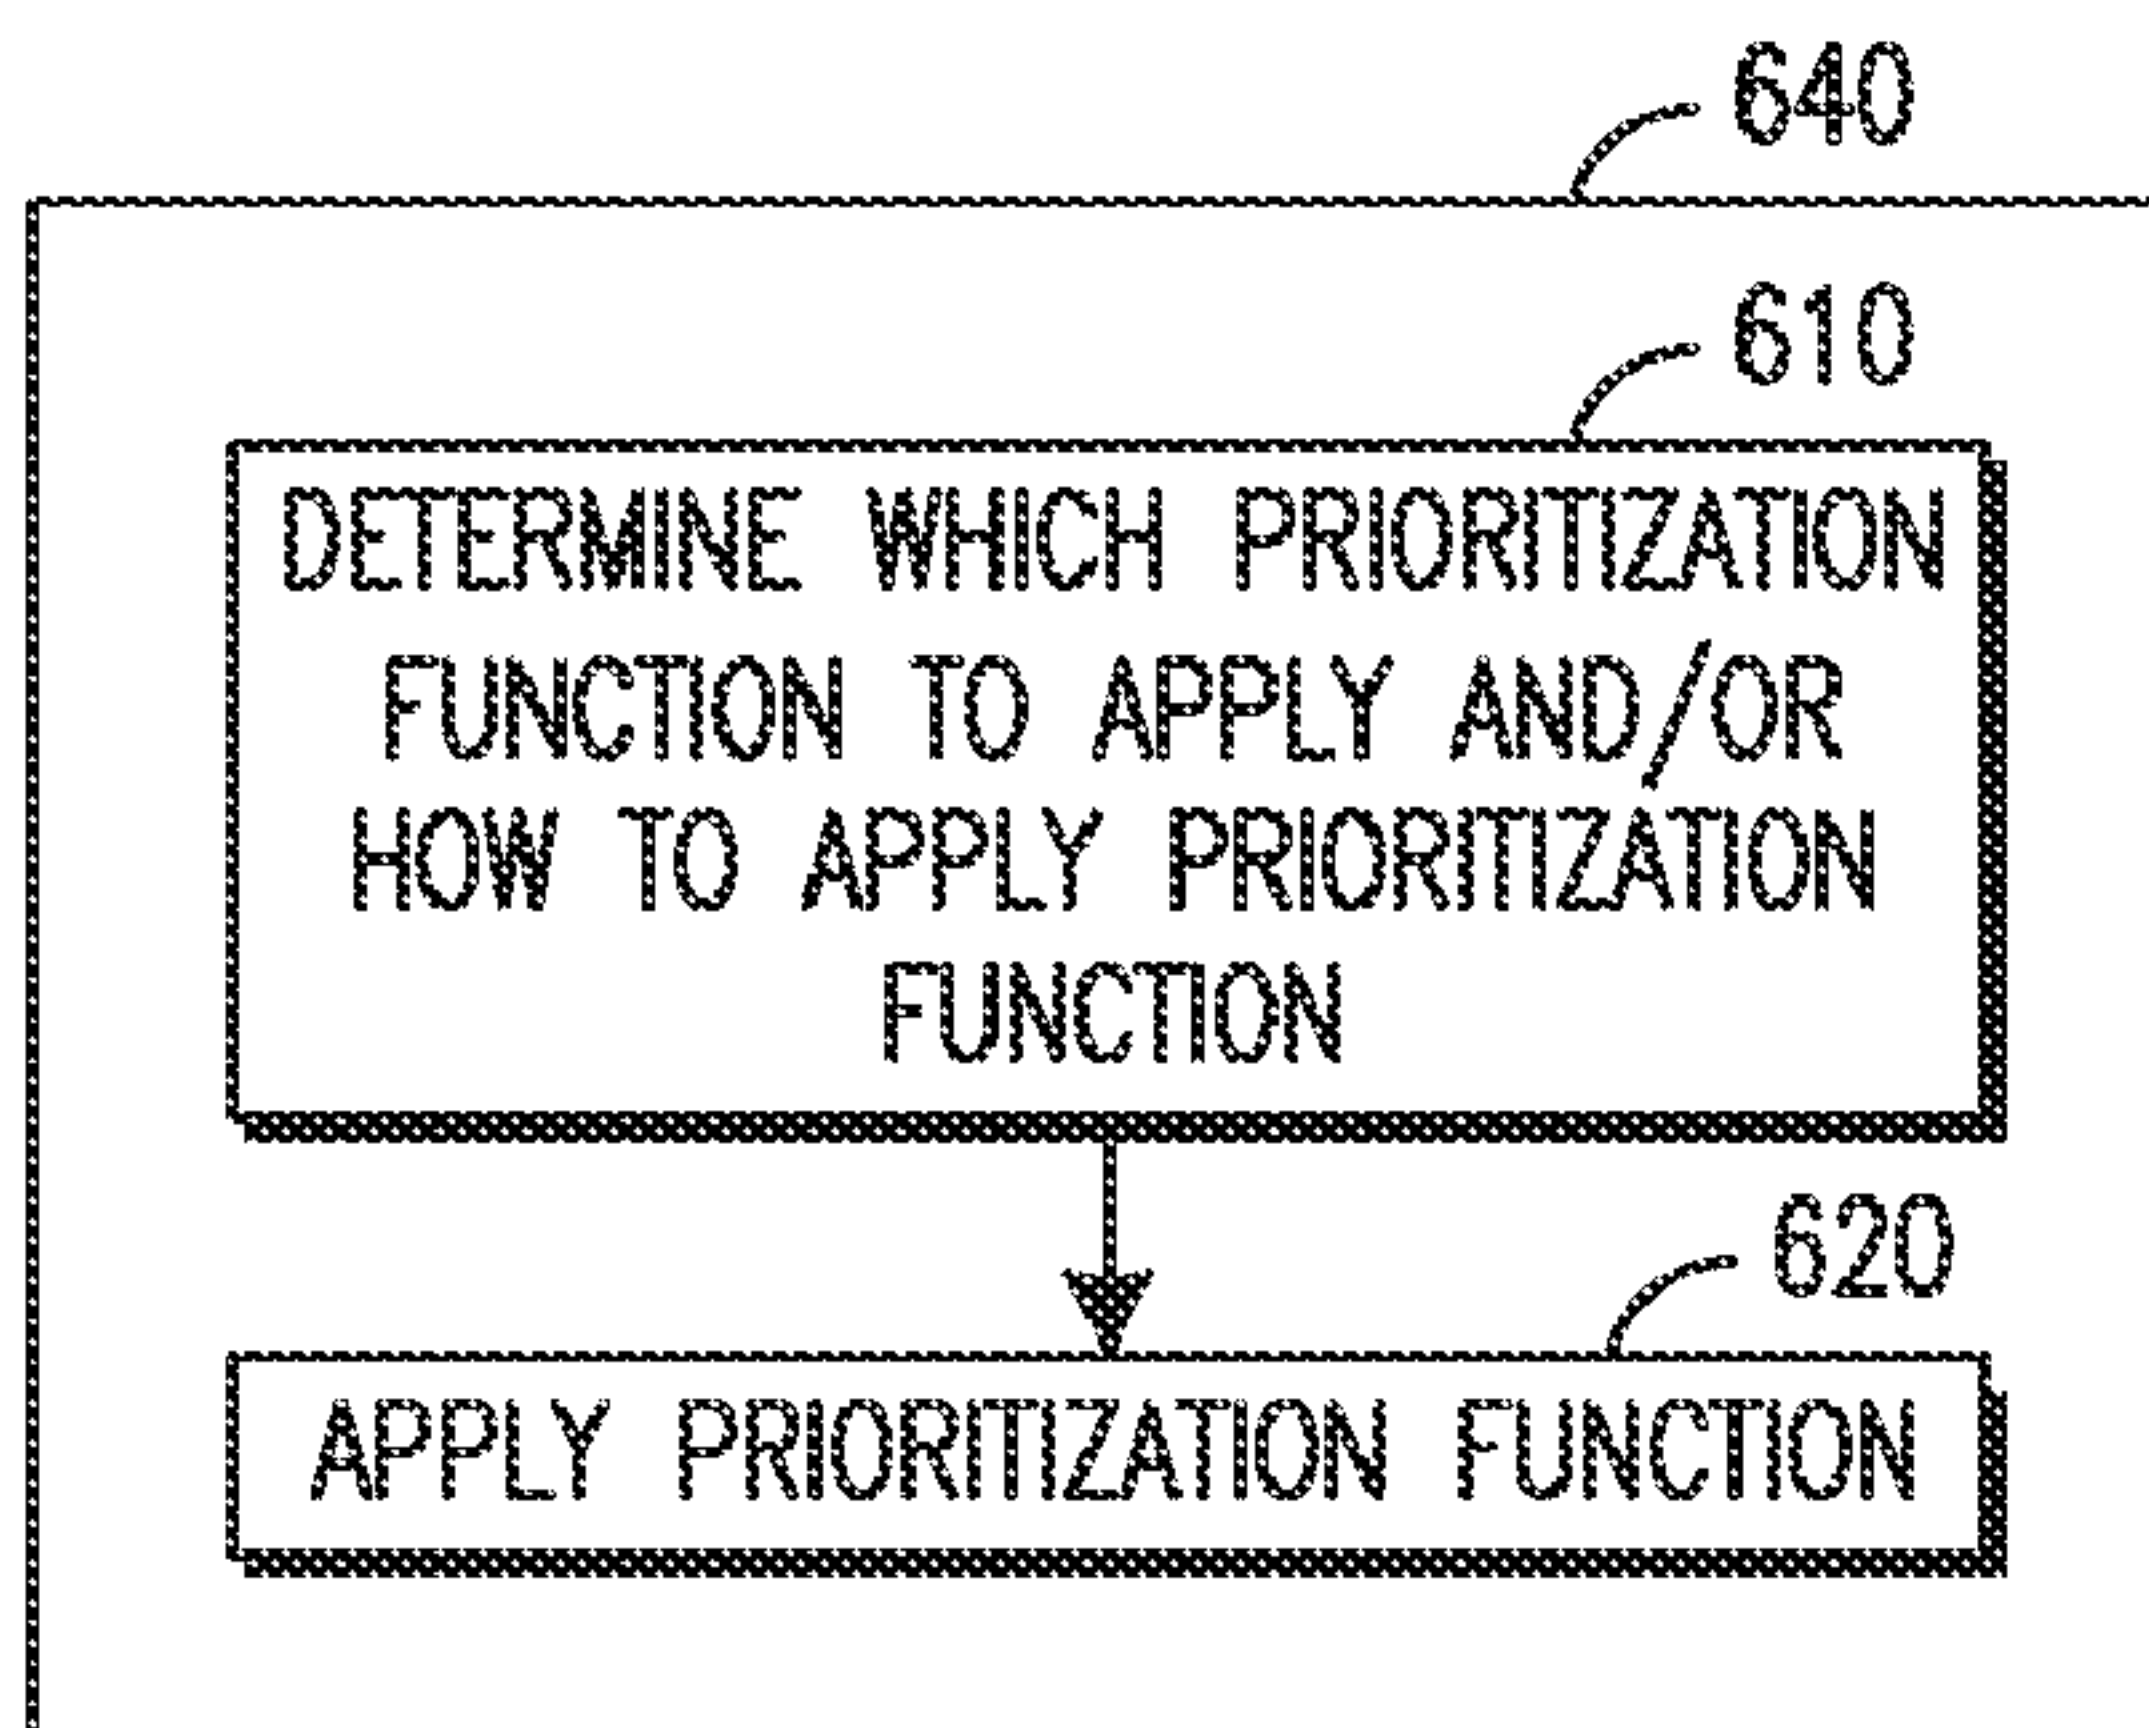 640
610
DETERMINE WHICH PRIORITIZATION
FUNCTION TO APPLY AND/OR
HOW TO APPLY PRIORITIZATION
FUNCTION
620
APPLY PRIORITIZATION FUNCTION